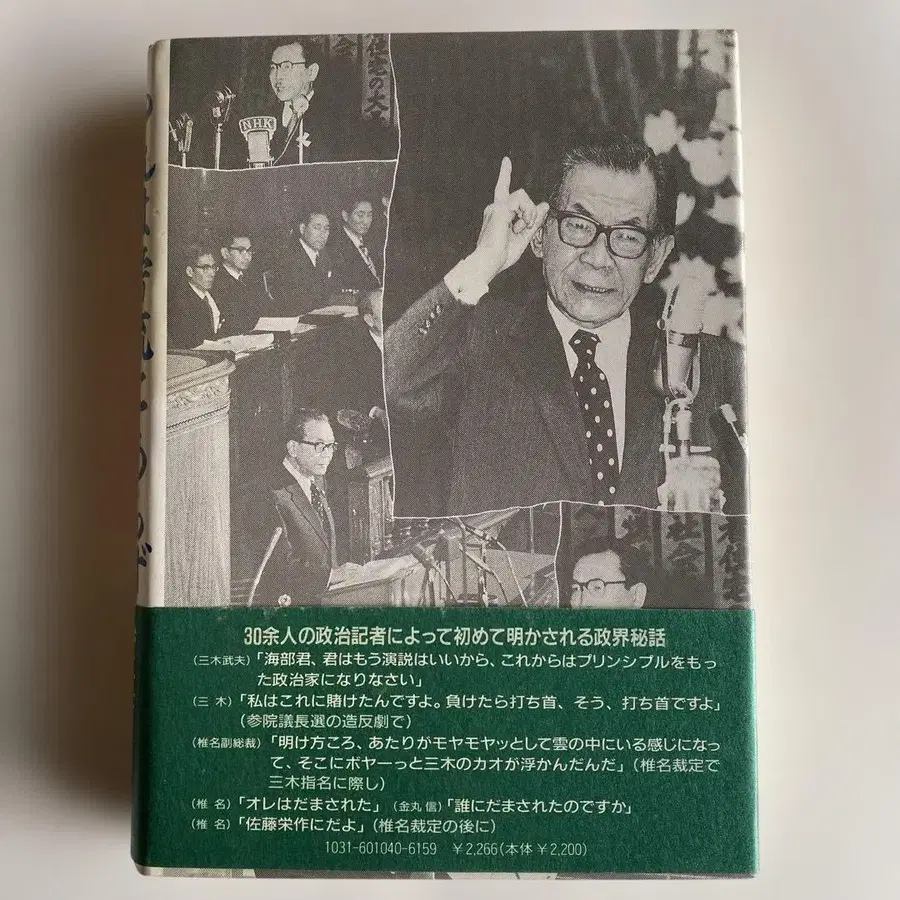 住宅の大
会
NHK
社会
30余人の政治記者によって初めて明かされる政界秘話
(三木武夫)「海部君、君はもう演説はいいから、これからはプリンシプルをもっ
た政治家になりなさい」
(三 木)「私はこれに賭けたんですよ。負けたら打ち首、そう、打ち首ですよ」
(参院議長選の造反劇で)
(椎名副総裁)「明け方ころ、あたりがモヤモヤッとして雲の中にいる感じになっ
て、そこにボヤーっと三木のカオが浮かんだんだ」(椎名裁定で
三木指名に際し)
(椎 名)「オレはだまされた」 (金丸 信)「誰にだまされたのですか」
(椎 名)「佐藤栄作にだよ」(椎名裁定の後に)
1031-601040-6159 ￥2,266(本体￥2,200)